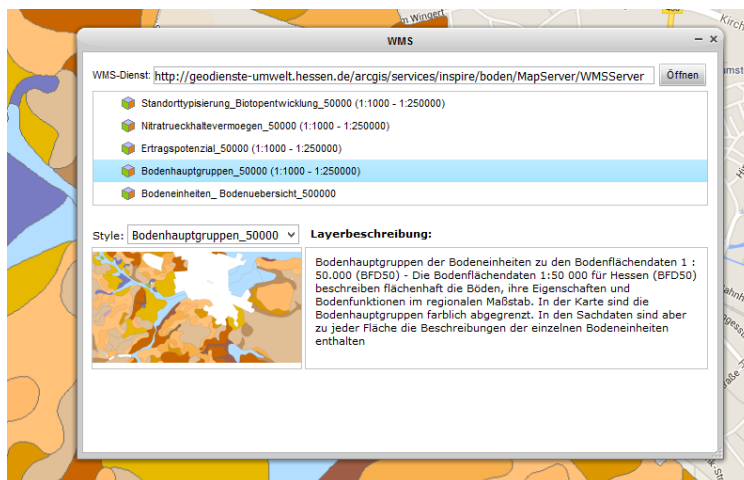 m Wingert
Kirch
WMS
WMS-Dienst: http://geodienste-umwelt.hessen.de/arcgis/services/inspire/boden/MapServer/WMSServer Öffnen
Standorttypisierung_Biotopentwicklung_50000 (1:1000 - 1:250000)
Nitratrueckhaltevermoegen_50000 (1:1000 - 1:250000)
Ertragspotenzial_50000 (1:1000 - 1:250000)
Bodenhauptgruppen_50000 (1:1000 - 1:250000)
Bodeneinheiten_ Bodenuebersicht_500000
Style: Bodenhauptgruppen_50000
Layerbeschreibung:
Bodenhauptgruppen der Bodeneinheiten zu den Bodenflächendaten 1 :
50.000 (BFD50) - Die Bodenflächendaten 1:50 000 für Hessen (BFD50)
beschreiben flächenhaft die Böden, ihre Eigenschaften und
Bodenfunktionen im regionalen Maßstab. In der Karte sind die
Bodenhauptgruppen farblich abgegrenzt. In den Sachdaten sind aber
zu jeder Fläche die Beschreibungen der einzelnen Bodeneinheiten
enthalten